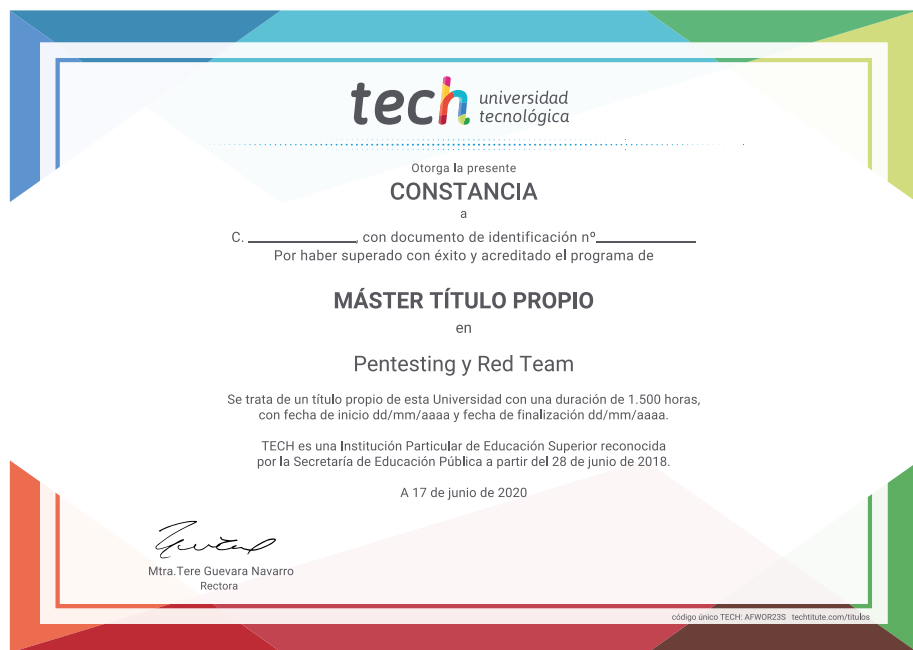 tech universidad
tecnológica
Otorga la presente
CONSTANCIA
a
C. ____________, con documento de identificación nº____________
Por haber superado con éxito y acreditado el programa de
MÁSTER TÍTULO PROPIO
en
Pentesting y Red Team
Se trata de un título propio de esta Universidad con una duración de 1.500 horas,
con fecha de inicio dd/mm/aaaa y fecha de finalización dd/mm/aaaa.
TECH es una Institución Particular de Educación Superior reconocida
por la Secretaría de Educación Pública a partir del 28 de junio de 2018.
A 17 de junio de 2020
Mtra.Tere Guevara Navarro
Rectora
código único TECH: AFWOR23S techtitute.com/titulos